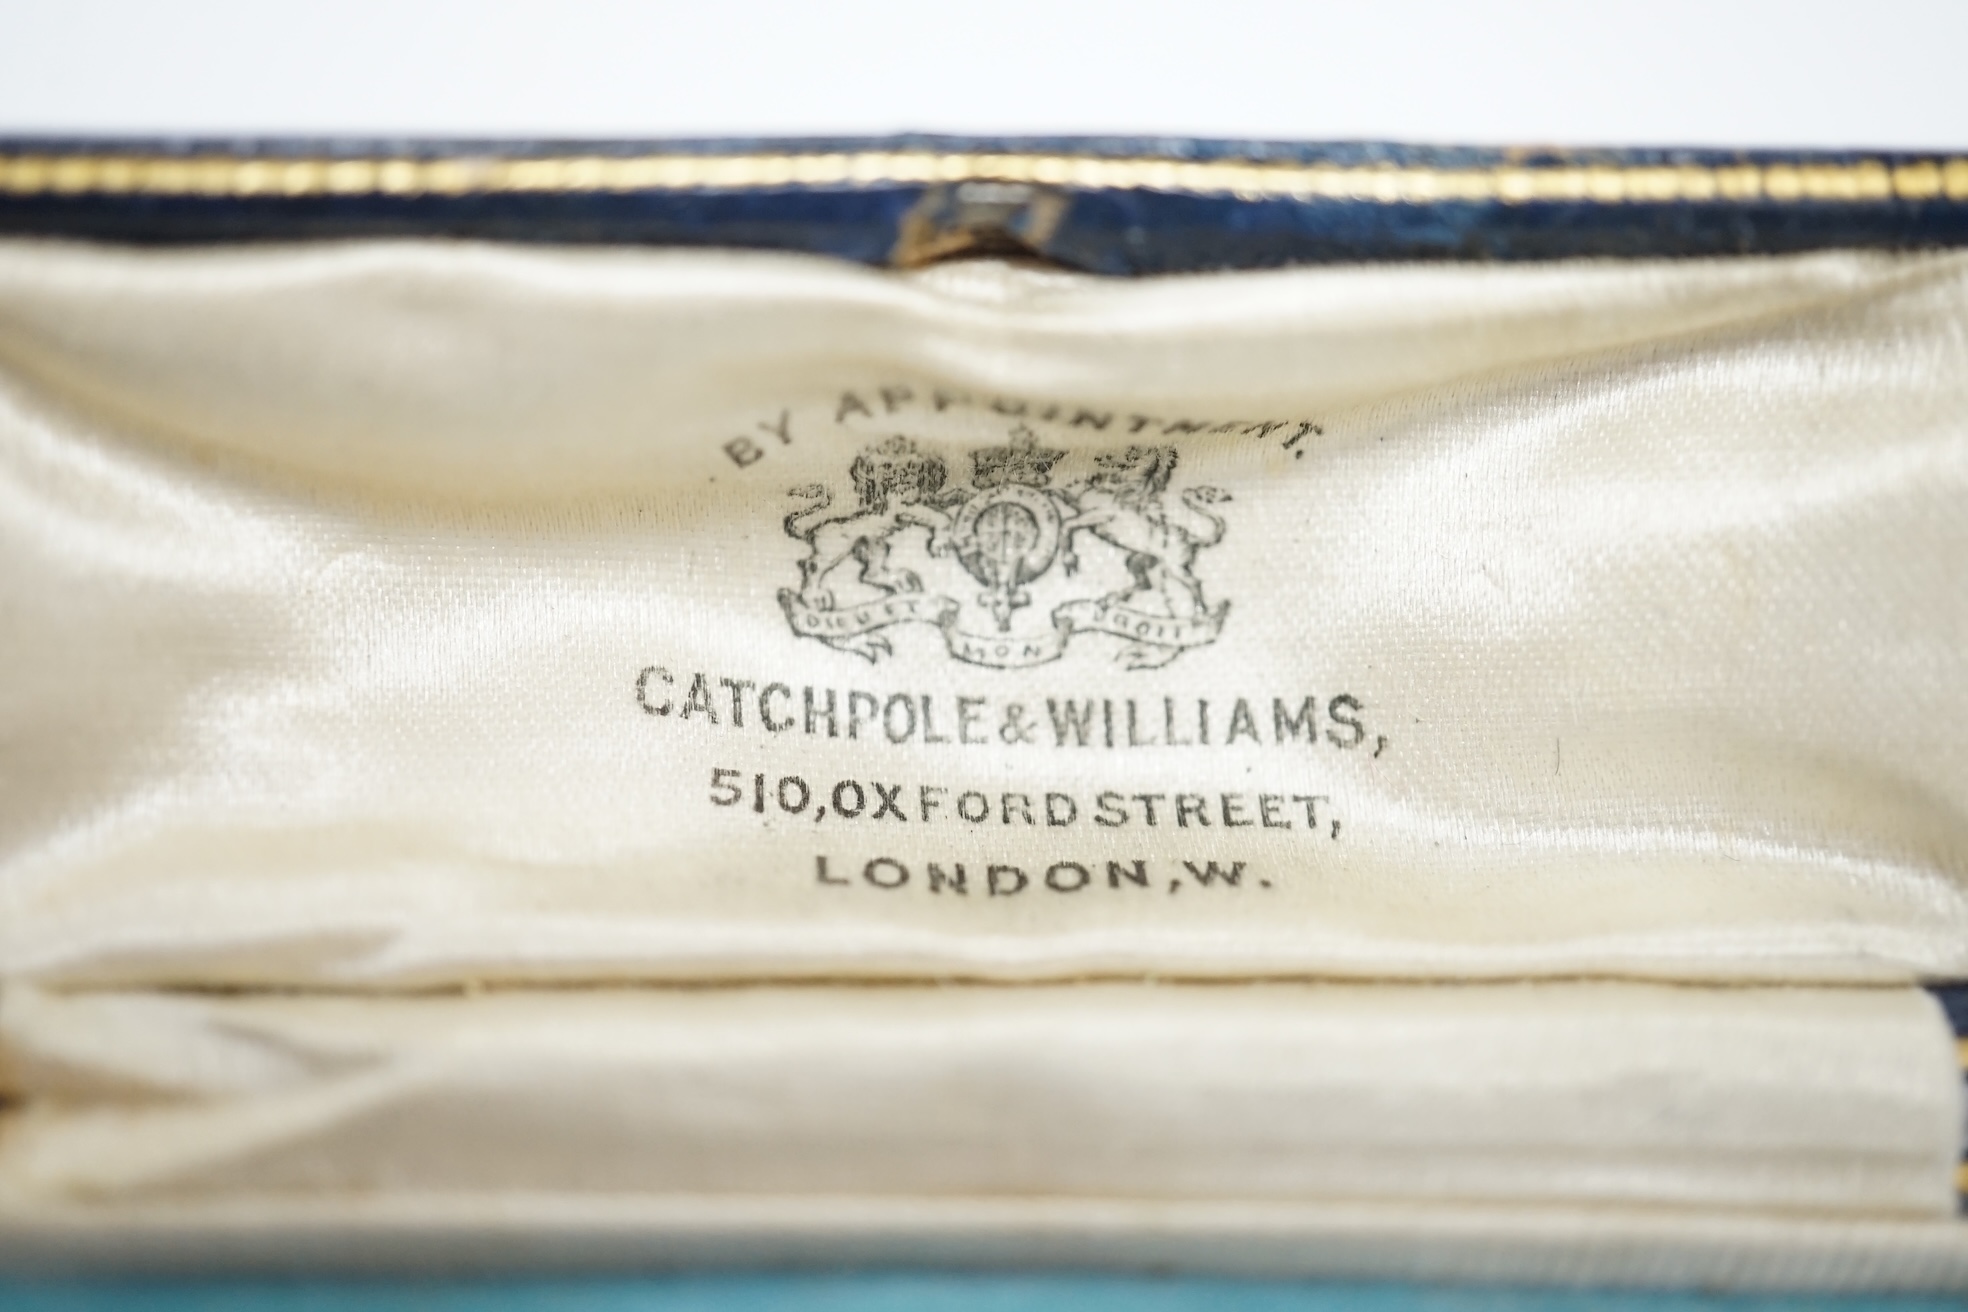 BY APPOINTMENT.
DIEU ET
MON
DROIT
CATCHPOLE & WILLIAMS,
510, OXFORD STREET,
LONDON, W.